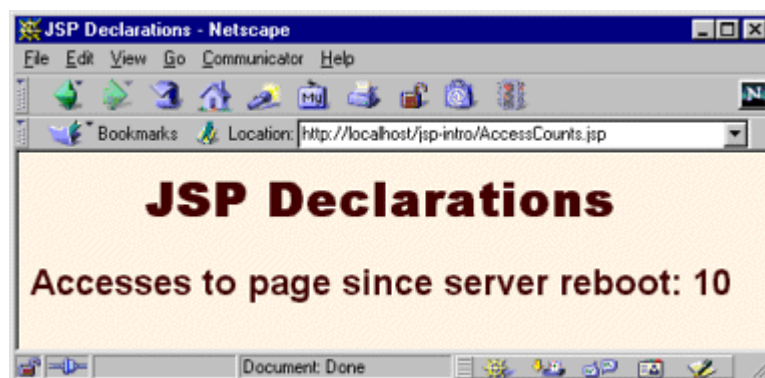 JSP Declarations - Netscape
File Edit View Go Communicator Help
My
N
Bookmarks Location: http://localhost/jsp-intro/AccessCounts.jsp
JSP Declarations
Accesses to page since server reboot: 10
Document: Done